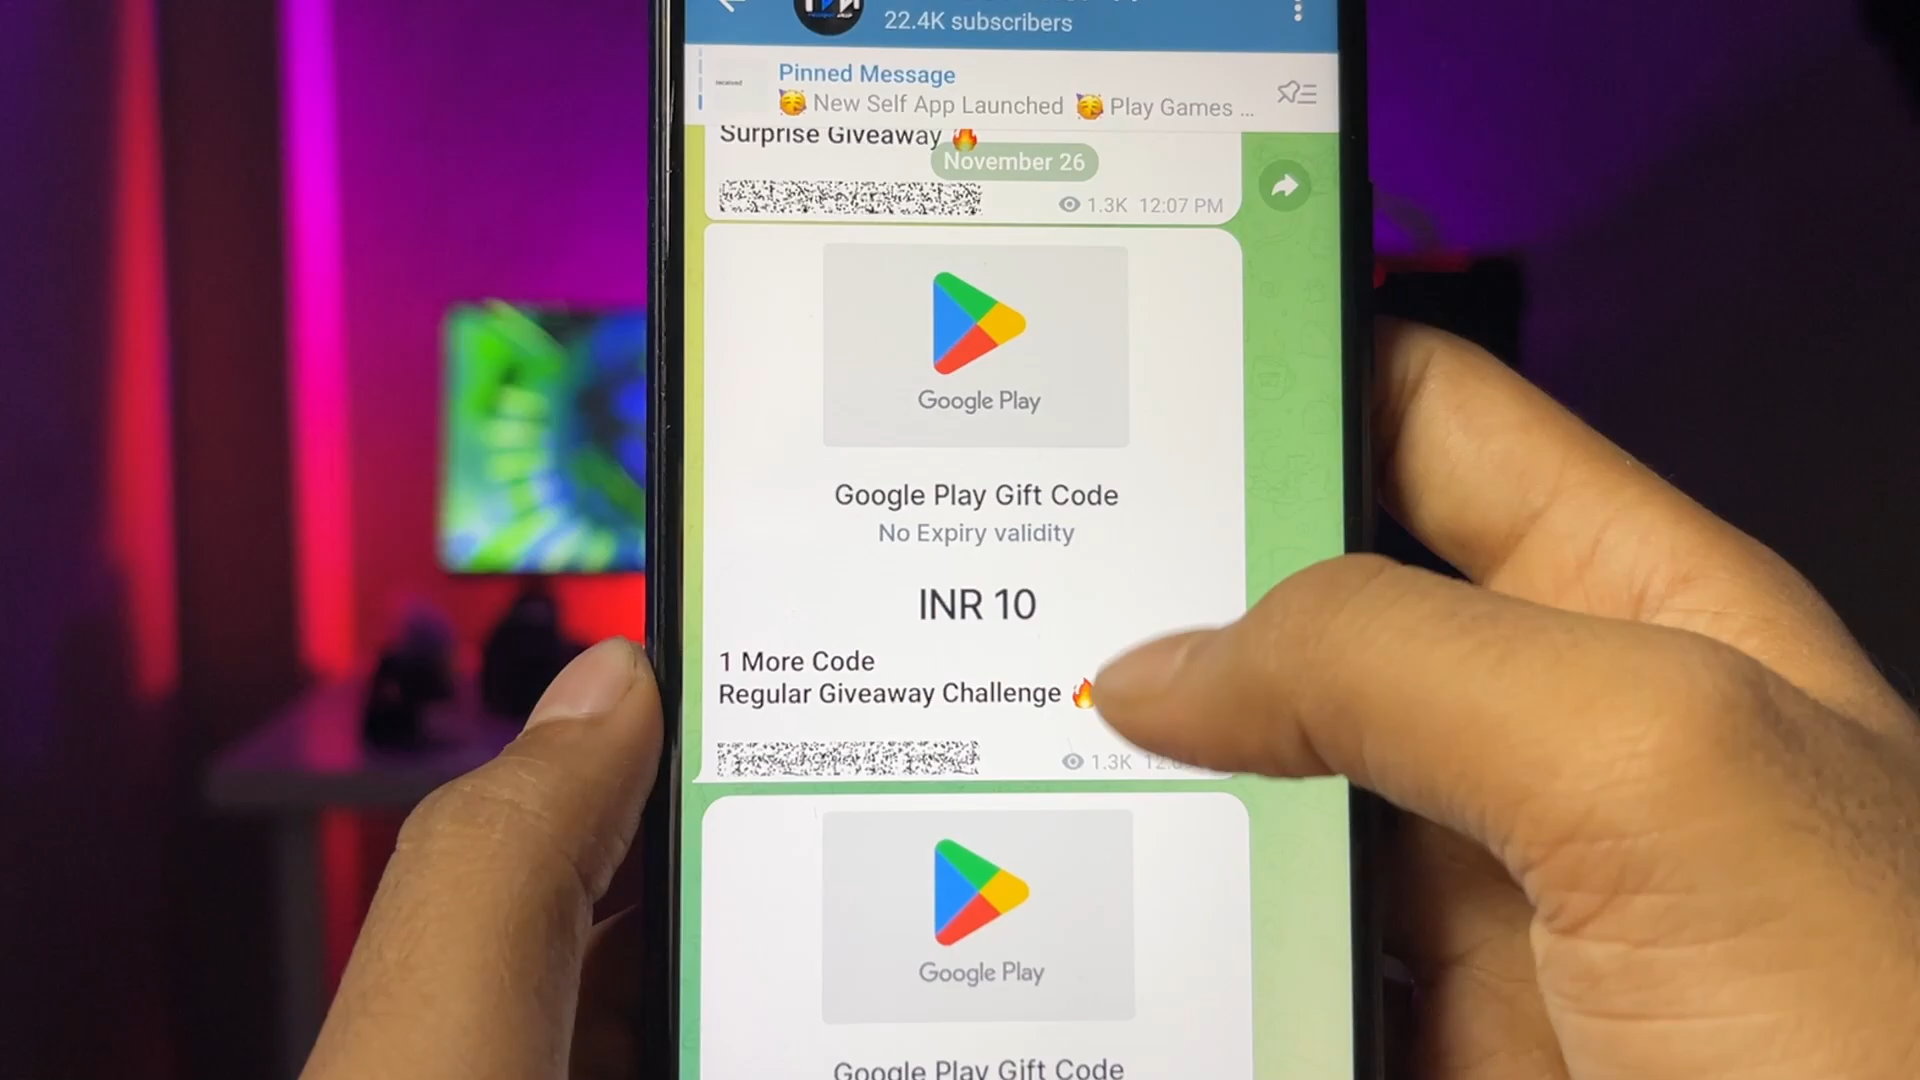 22.4K subscribers
Pinned Message
received
🥳 New Self App Launched 🥳 Play Games ...
Surprise Giveaway 🔥
November 26
1.3K 12:07 PM
Google Play
Google Play Gift Code
No Expiry validity
INR 10
1 More Code
Regular Giveaway Challenge 🔥
1.3K
Google Play
Google Play Gift Code